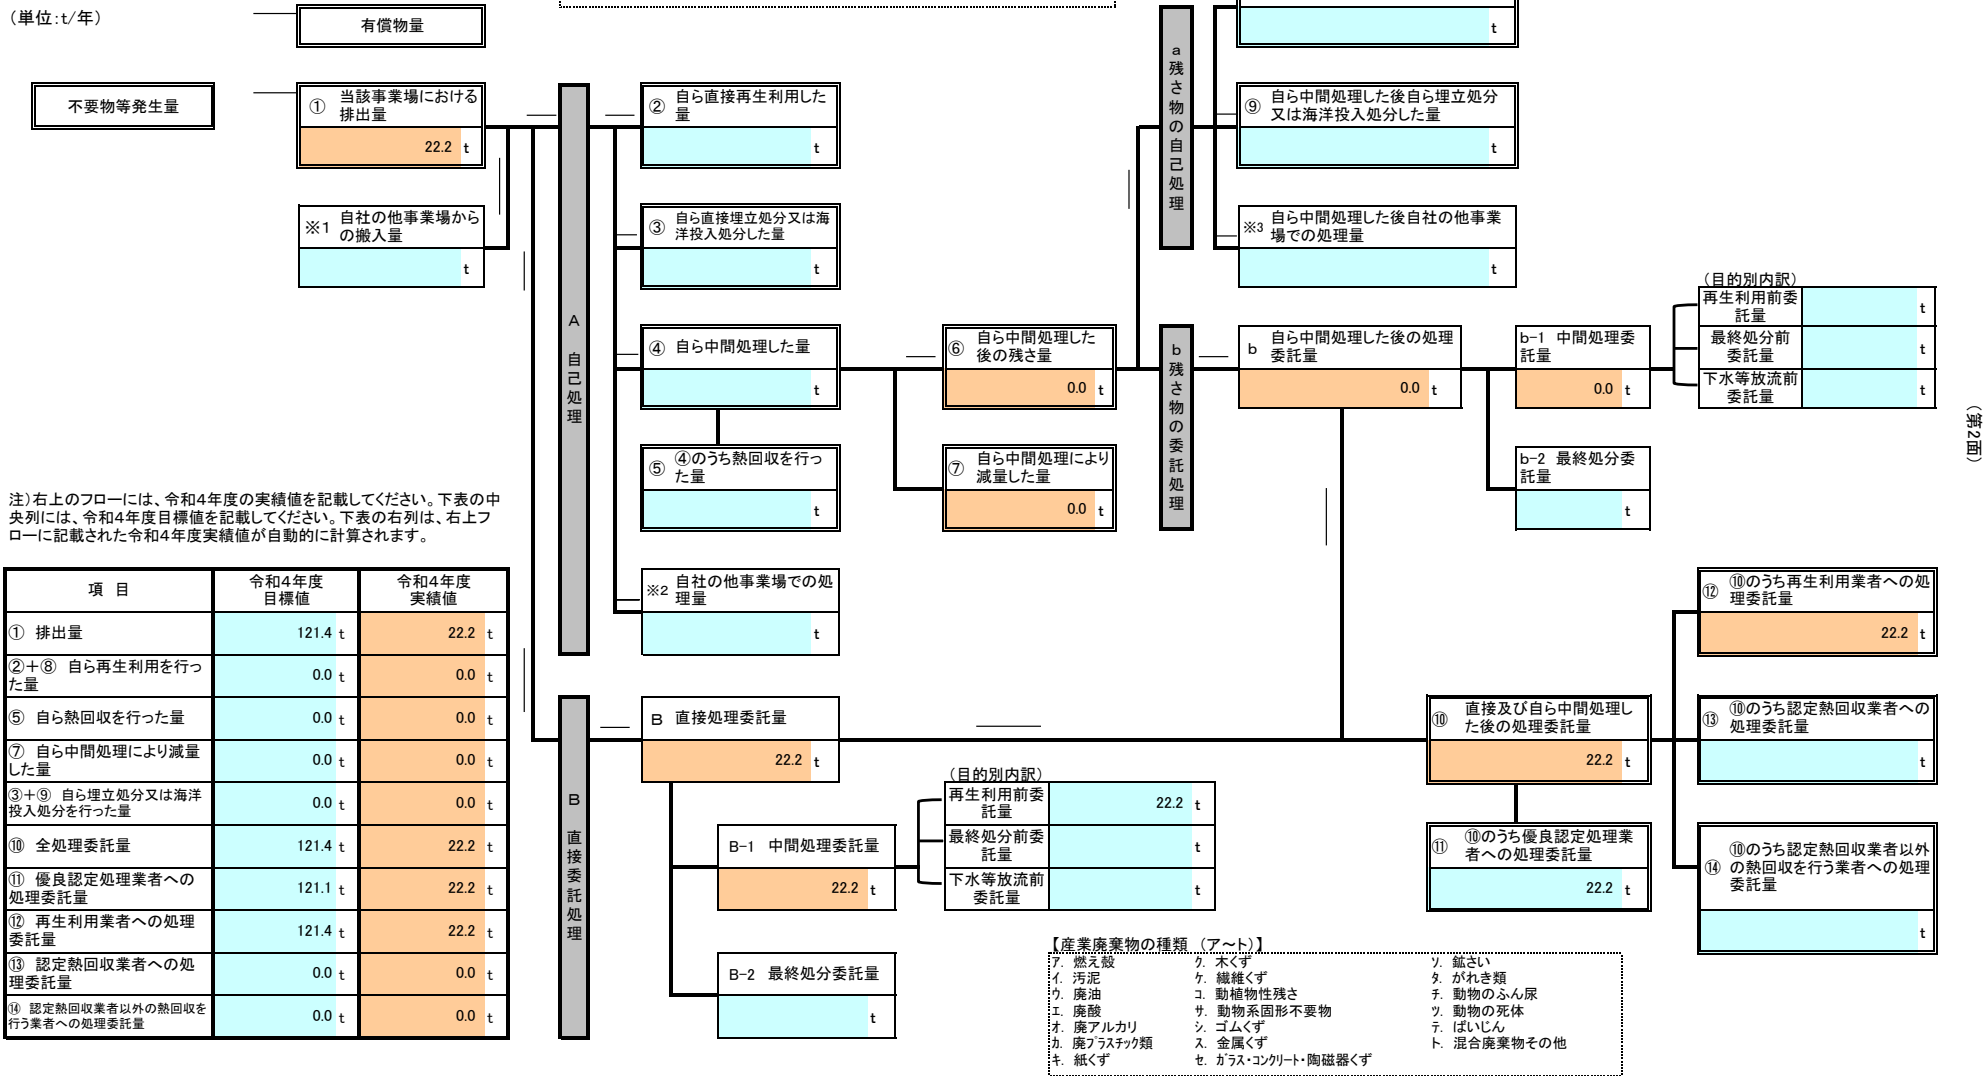 （単位：ｔ/年）
有償物量
t
不要物等発生量
① 当該事業場における
排出量
22.2 t
※1 自社の他事業場から
の搬入量
t
A 自己処理
② 自ら直接再生利用した
量
t
③ 自ら直接埋立処分又は海
洋投入処分した量
t
④ 自ら中間処理した量
t
⑤ ④のうち熱回収を行っ
た量
t
※2 自社の他事業場での処
理量
t
⑥ 自ら中間処理した
後の残さ量
0.0 t
⑦ 自ら中間処理により
減量した量
0.0 t
a 残さ物の自己処理
⑨ 自ら中間処理した後自ら埋立処分
又は海洋投入処分した量
t
※3 自ら中間処理した後自社の他事業
場での処理量
t
b 残さ物の委託処理
b 自ら中間処理した後の処理
委託量
0.0 t
b-1 中間処理委
託量
0.0 t
b-2 最終処分委
託量
t
（目的別内訳）
再生利用前委
託量 t
最終処分前
委託量 t
下水等放流前
委託量 t
（第2面）
注）右上のフローには、令和４年度の実績値を記載してください。下表の中
央列には、令和４年度目標値を記載してください。下表の右列は、右上フ
ローに記載された令和４年度実績値が自動的に計算されます。
項 目 令和４年度
目標値 令和４年度
実績値
① 排出量 121.4 t 22.2 t
②＋⑧ 自ら再生利用を行っ
た量 0.0 t 0.0 t
⑤ 自ら熱回収を行った量 0.0 t 0.0 t
⑦ 自ら中間処理により減量
した量 0.0 t 0.0 t
③＋⑨ 自ら埋立処分又は海洋
投入処分を行った量 0.0 t 0.0 t
⑩ 全処理委託量 121.4 t 22.2 t
⑪ 優良認定処理業者への
処理委託量 121.1 t 22.2 t
⑫ 再生利用業者への処理
委託量 121.4 t 22.2 t
⑬ 認定熱回収業者への処
理委託量 0.0 t 0.0 t
⑭ 認定熱回収業者以外の熱回収を
行う業者への処理委託量 0.0 t 0.0 t
B 直接委託処理
B 直接処理委託量
22.2 t
B-1 中間処理委託量
22.2 t
B-2 最終処分委託量
t
（目的別内訳）
再生利用前委
託量 22.2 t
最終処分前委
託量 t
下水等放流前
委託量 t
⑩ 直接及び自ら中間処理し
た後の処理委託量
22.2 t
⑪ ⑩のうち優良認定処理業
者への処理委託量
22.2 t
⑫ ⑩のうち再生利用業者への処
理委託量
22.2 t
⑬ ⑩のうち認定熱回収業者への
処理委託量
t
⑭ ⑩のうち認定熱回収業者以外
の熱回収を行う業者への処理
委託量
t
【産業廃棄物の種類 （ア～ト）】
ア. 燃え殻 ク. 木くず ソ. 鉱さい
イ. 汚泥 ケ. 繊維くず タ. がれき類
ウ. 廃油 コ. 動植物性残さ チ. 動物のふん尿
エ. 廃酸 サ. 動物系固形不要物 ツ. 動物の死体
オ. 廃アルカリ シ. ゴムくず テ. ばいじん
カ. 廃プラスチック類 ス. 金属くず ト. 混合廃棄物その他
キ. 紙くず セ. ガラス・コンクリート・陶磁器くず